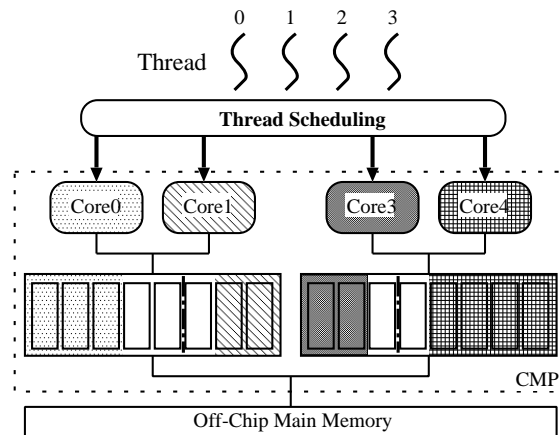 0 1 2 3
Thread
Thread Scheduling
Core0 Core1 Core3 Core4
CMP
Off-Chip Main Memory